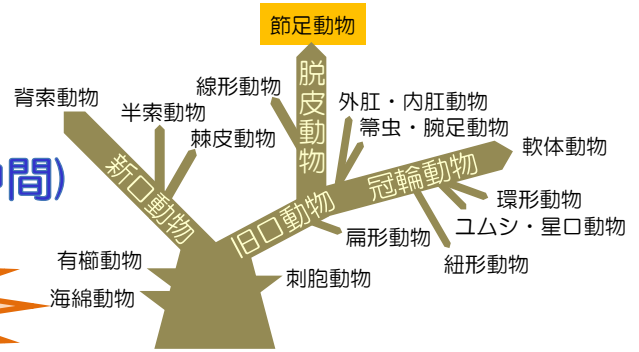 節足動物
脱皮動物
線形動物
背索動物
半索動物
棘皮動物
外肛・内肛動物
箒虫・腕足動物
軟体動物
新口動物
間)
旧口動物
冠輪動物
環形動物
ユムシ・星口動物
扁形動物
紐形動物
有櫛動物
刺胞動物
海綿動物